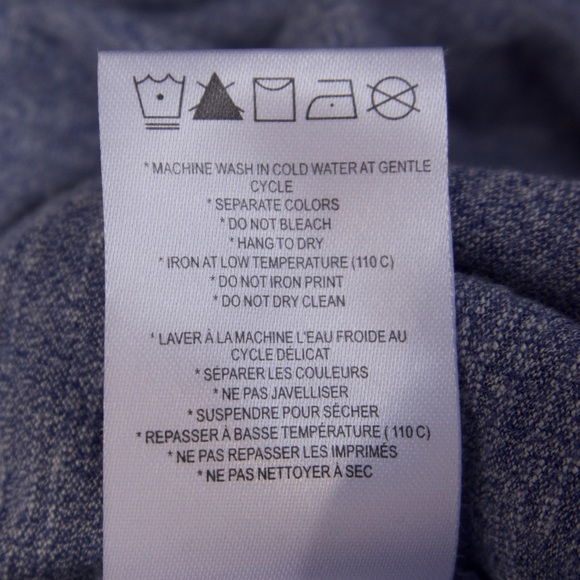 * MACHINE WASH IN COLD WATER AT GENTLE
CYCLE
* SEPARATE COLORS
* DO NOT BLEACH
* HANG TO DRY
* IRON AT LOW TEMPERATURE (110 C)
* DO NOT IRON PRINT
* DO NOT DRY CLEAN
* LAVER À LA MACHINE L'EAU FROIDE AU
CYCLE DÉLICAT
* SÉPARER LES COULEURS
* NE PAS JAVELLISER
* SUSPENDRE POUR SÉCHER
* REPASSER À BASSE TEMPÉRATURE ( 110 C)
* NE PAS REPASSER LES IMPRIMÉS
* NE PAS NETTOYER À SEC